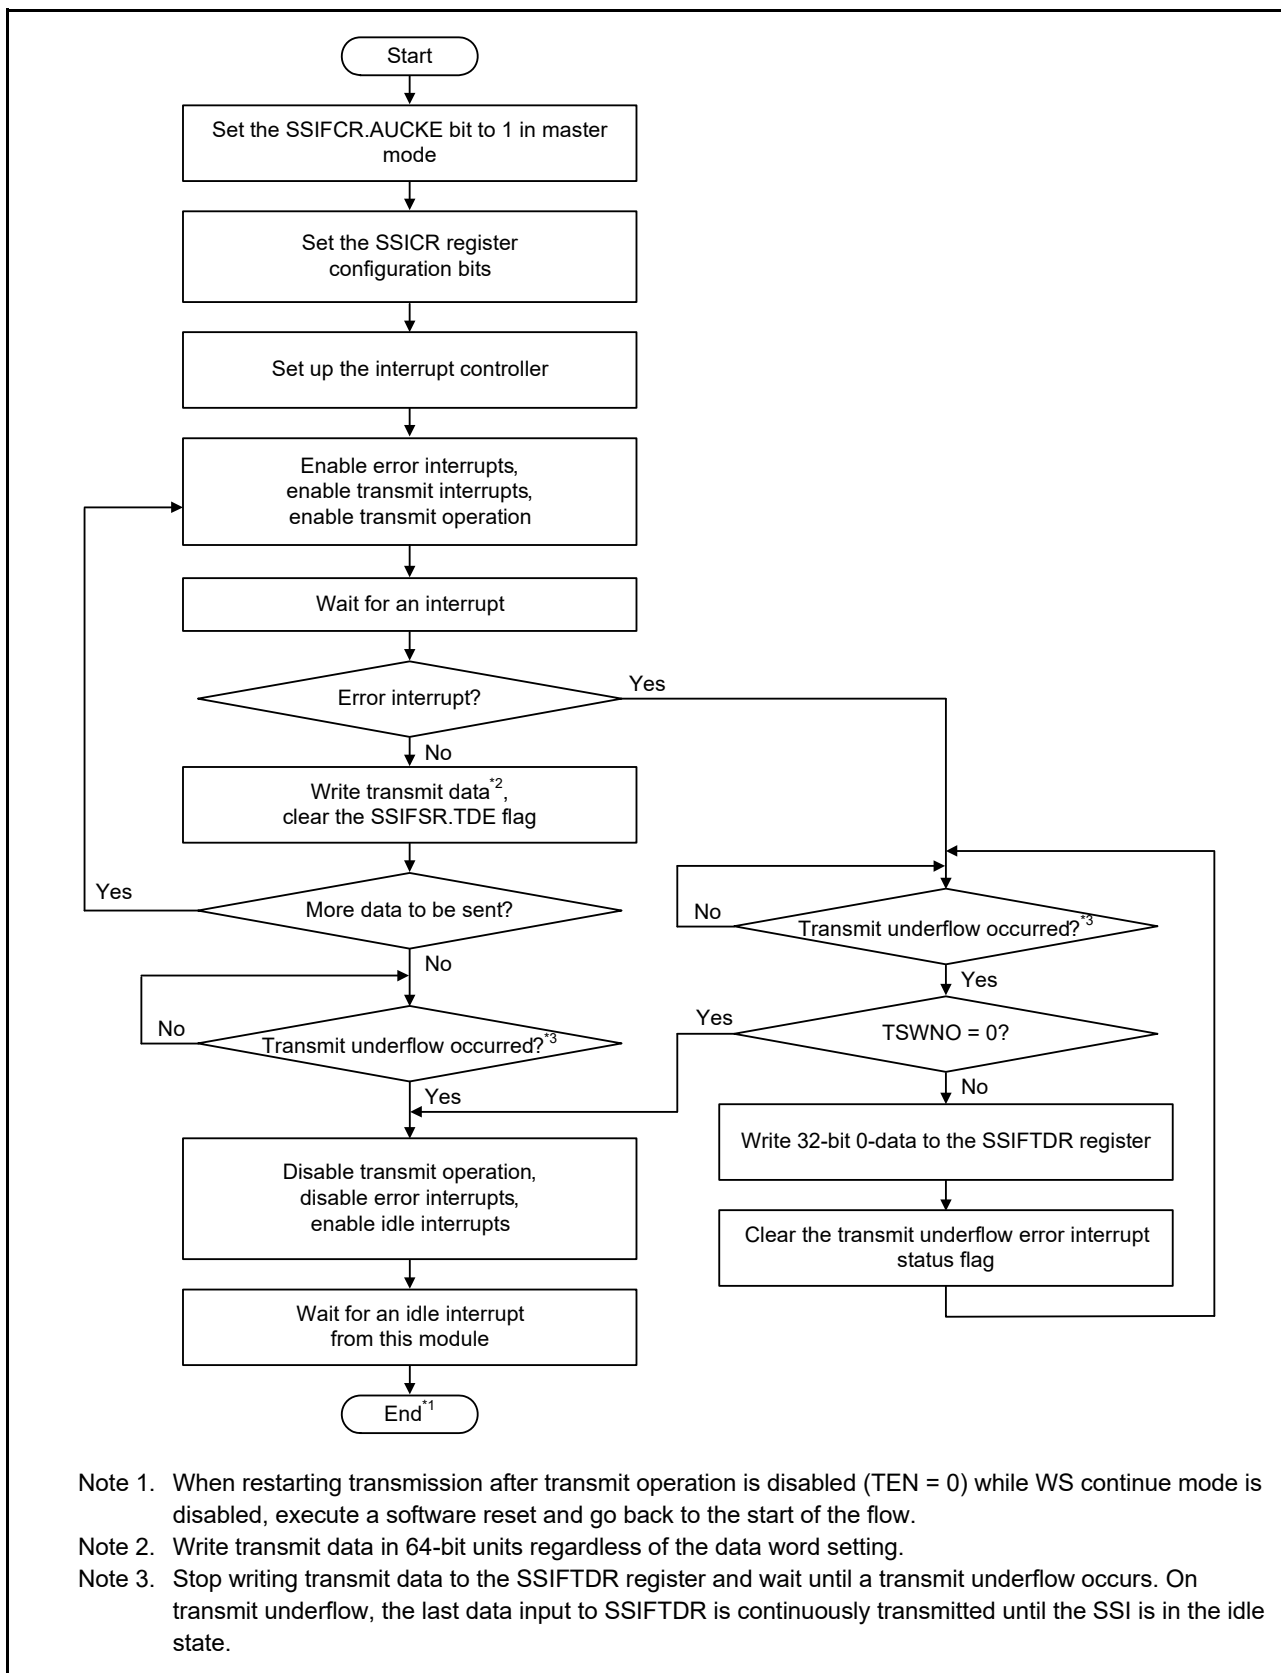 Start
Set the SSIFCR.AUCKE bit to 1 in master
mode
Set the SSICR register
configuration bits
Set up the interrupt controller
Enable error interrupts,
enable transmit interrupts,
enable transmit operation
Wait for an interrupt
Error interrupt?
Yes
No
Write transmit data*2,
clear the SSIFSR.TDE flag
Yes
More data to be sent?
No
No
Transmit underflow occurred?*3
Yes
No
Transmit underflow occurred?*3
Yes
Yes
TSWNO = 0?
No
Write 32-bit 0-data to the SSIFTDR register
Clear the transmit underflow error interrupt
status flag
Disable transmit operation,
disable error interrupts,
enable idle interrupts
Wait for an idle interrupt
from this module
End*1
Note 1. When restarting transmission after transmit operation is disabled (TEN = 0) while WS continue mode is
disabled, execute a software reset and go back to the start of the flow.
Note 2. Write transmit data in 64-bit units regardless of the data word setting.
Note 3. Stop writing transmit data to the SSIFTDR register and wait until a transmit underflow occurs. On
transmit underflow, the last data input to SSIFTDR is continuously transmitted until the SSI is in the idle
state.